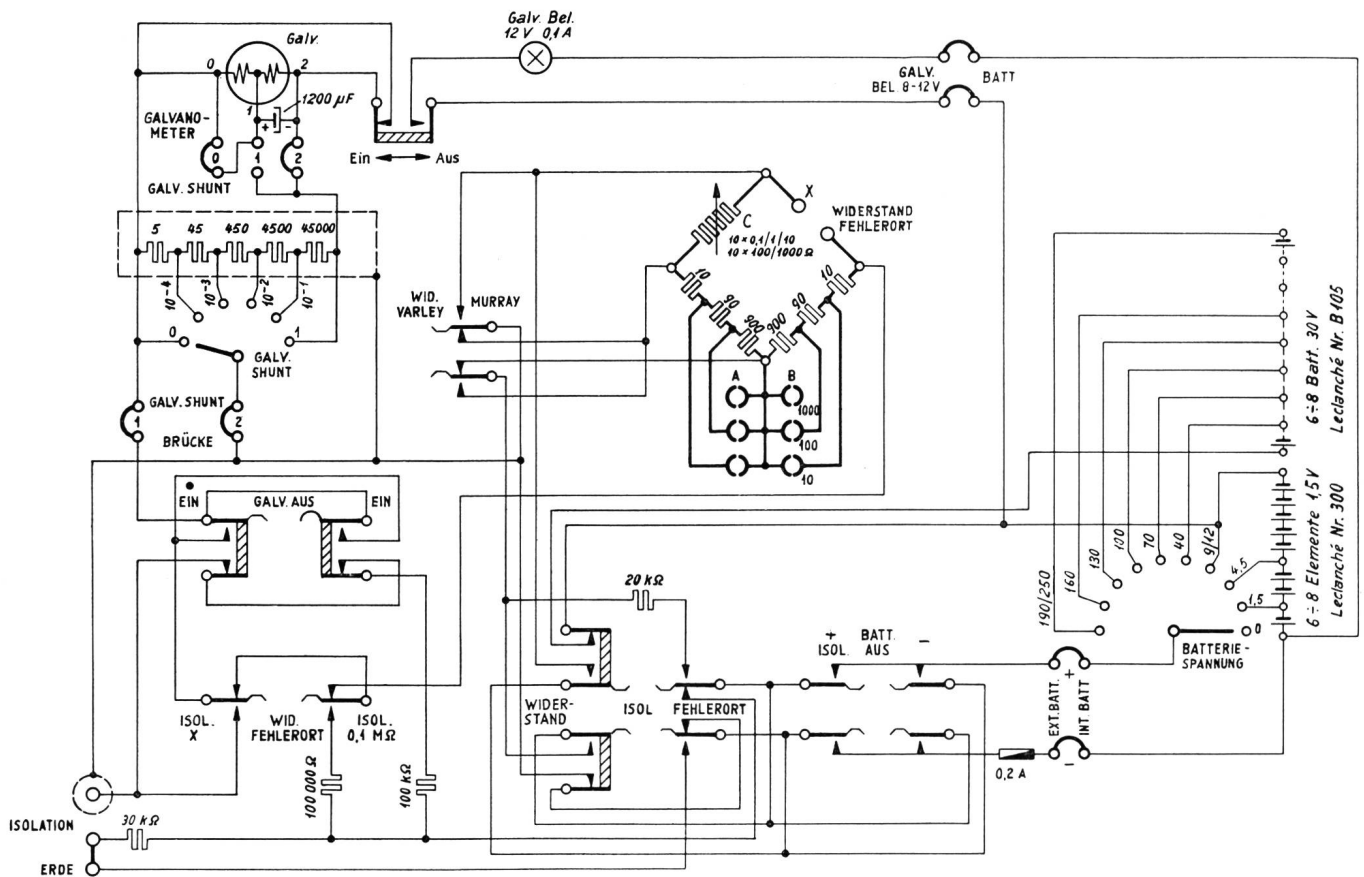 Galv. Bel.
12 V 0,1 A
Galv.
0
2
1
1200 µF
+ -
GALVANO-
METER
0
1
2
GALV. SHUNT
Ein
Aus
GALV.
BEL. 8-12V
BATT
5
45
450
4500
45000
10-4
10-3
10-2
10-1
0
1
GALV.
SHUNT
GALV. SHUNT
1
2
BRÜCKE
WID.
VARLEY
MURRAY
X
C
10 × 0,1/1/10
10 × 100/1000 Ω
WIDERSTAND
FEHLERORT
10
90
900
900
90
10
A
B
1000
100
10
6÷8 Batt. 30V
Leclanché Nr. B105
6÷8 Elemente 1,5V
Leclanché Nr. 300
190/250
160
130
100
70
40
9/12
4,5
1,5
0
BATTERIE-
SPANNUNG
EIN
GALV. AUS
EIN
ISOL.
X
WID.
FEHLERORT
ISOL.
0,1 MΩ
100 000 Ω
100 kΩ
20 kΩ
WIDER-
STAND
ISOL
FEHLERORT
+ BATT. -
ISOL. AUS
EXT. BATT.
INT. BATT
+
-
0,2 A
ISOLATION
30 kΩ
ERDE